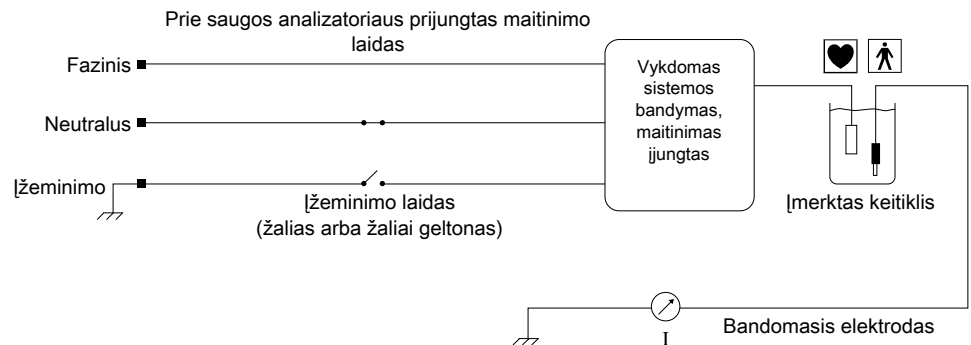 Prie saugos analizatoriaus prijungtas maitinimo
laidas
Fazinis
Neutralus
Įžeminimo
Įžeminimo laidas
(žalias arba žaliai geltonas)
Vykdomas
sistemos
bandymas,
maitinimas
įjungtas
Įmerktas keitiklis
Bandomasis elektrodas
I